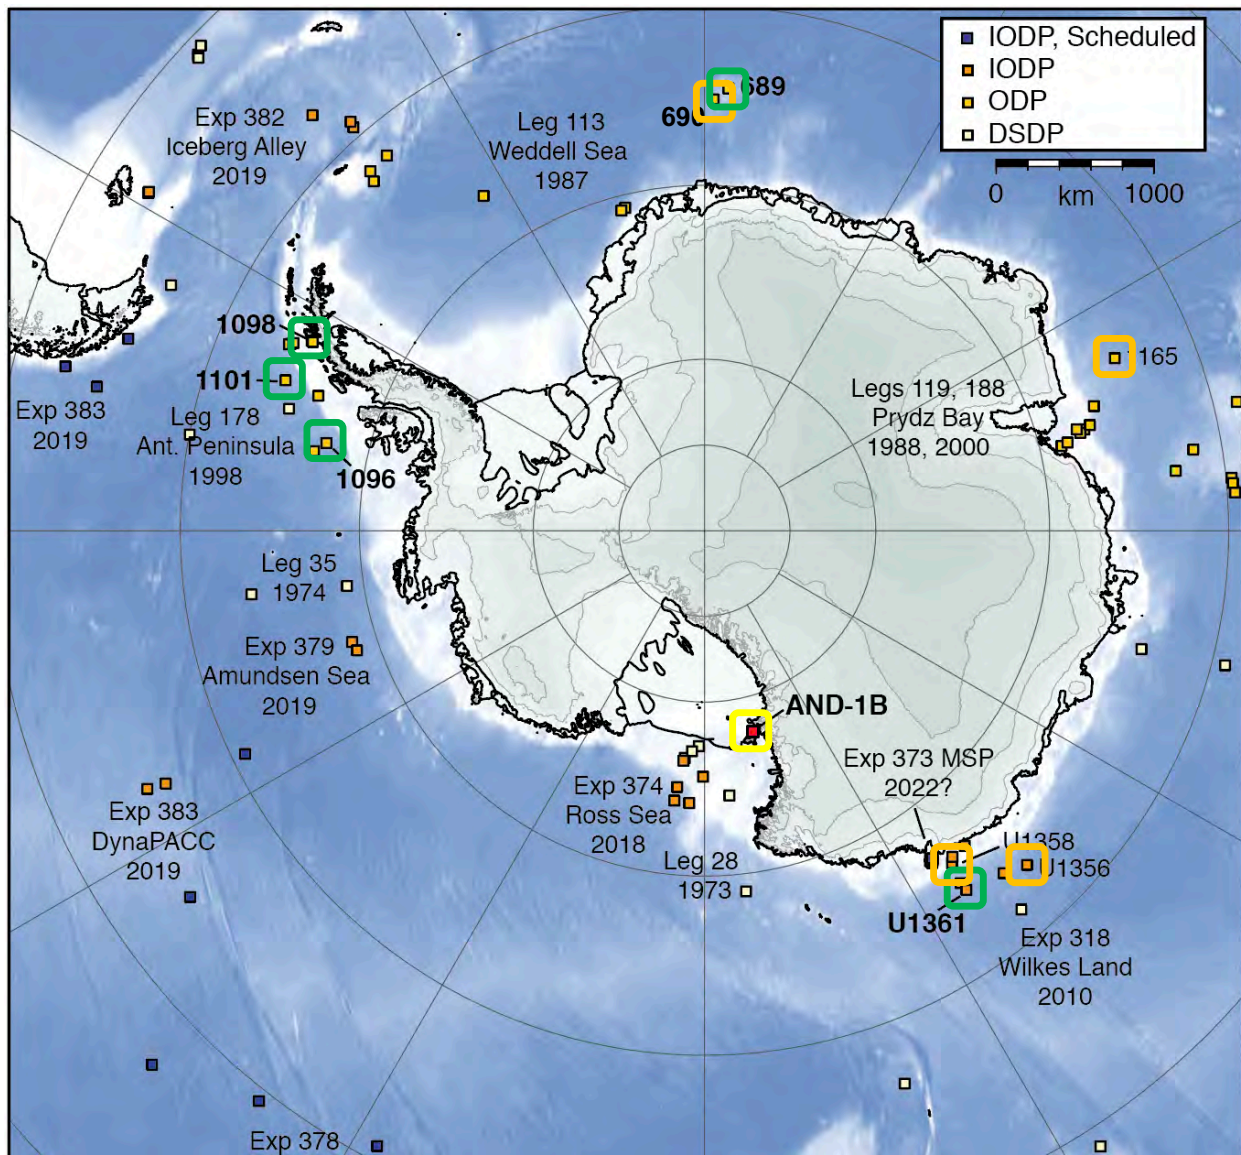 IODP, Scheduled
IODP
ODP
DSDP
0 km 1000
689
690
Exp 382
Iceberg Alley
2019
Leg 113
Weddell Sea
1987
1098
1101
Exp 383
2019
Leg 178
Ant. Peninsula
1998
1096
165
Legs 119, 188
Prydz Bay
1988, 2000
Leg 35
1974
Exp 379
Amundsen Sea
2019
AND-1B
Exp 373 MSP
2022?
Exp 374
Ross Sea
2018
Exp 383
DynaPACC
2019
Leg 28
1973
U1358
U1356
U1361
Exp 318
Wilkes Land
2010
Exp 378